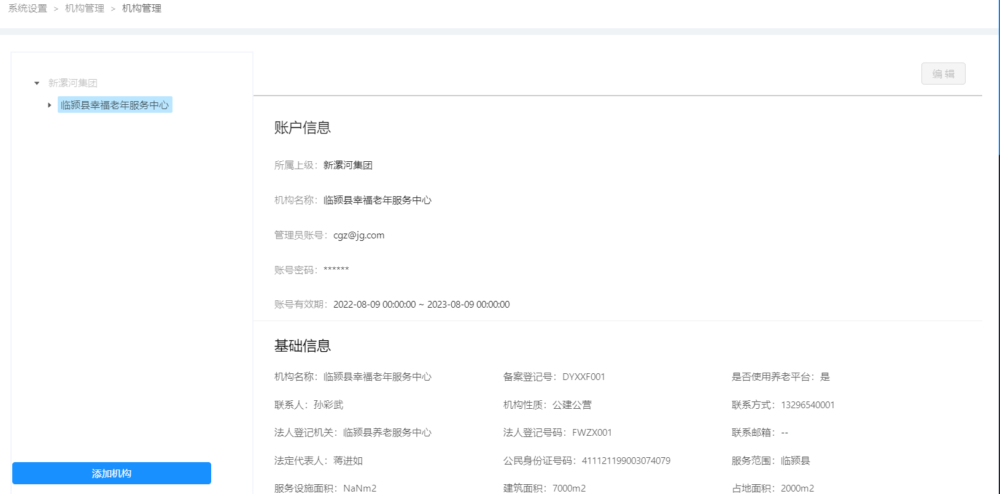 系统设置 > 机构管理 > 机构管理
编 辑
新漯河集团
临颍县幸福老年服务中心
账户信息
所属上级：新漯河集团
机构名称：临颍县幸福老年服务中心
管理员账号：cgz@jg.com
账号密码：******
账号有效期：2022-08-09 00:00:00 ~ 2023-08-09 00:00:00
基础信息
机构名称：临颍县幸福老年服务中心 备案登记号：DYXXF001 是否使用养老平台：是
联系人：孙彩武 机构性质：公建公营 联系方式：13296540001
法人登记机关：临颍县养老服务中心 法人登记号码：FWZX001 联系邮箱：--
法定代表人：蒋进如 公民身份证号码：411121199003074079 服务范围：临颍县
服务设施面积：NaNm2 建筑面积：7000m2 占地面积：2000m2
添加机构